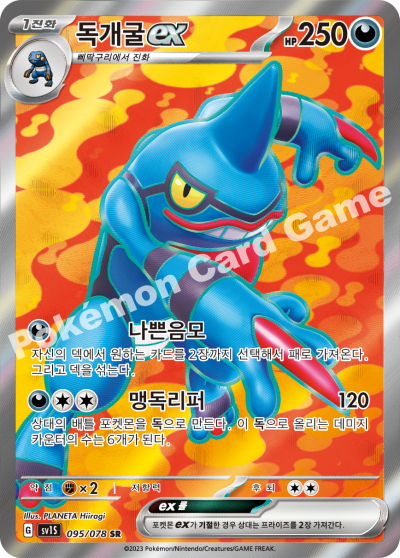 1진화
독개굴ex
HP 250
삐딱구리에서 진화
Pokémon Card Game
나쁜음모
자신의 덱에서 원하는 카드를 2장까지 선택해서 패로 가져온다.
그리고 덱을 섞는다.
맹독리퍼 120
상대의 배틀 포켓몬을 독으로 만든다. 이 독으로 올리는 데미지
카운터의 수는 6개가 된다.
약점 ×2 저항력 후퇴
Illus. PLANETA Hiiragi
ex룰
G sv1S 095/078 SR
포켓몬 ex가 기절한 경우 상대는 프라이즈를 2장 가져간다.
©2023 Pokémon/Nintendo/Creatures/GAME FREAK.